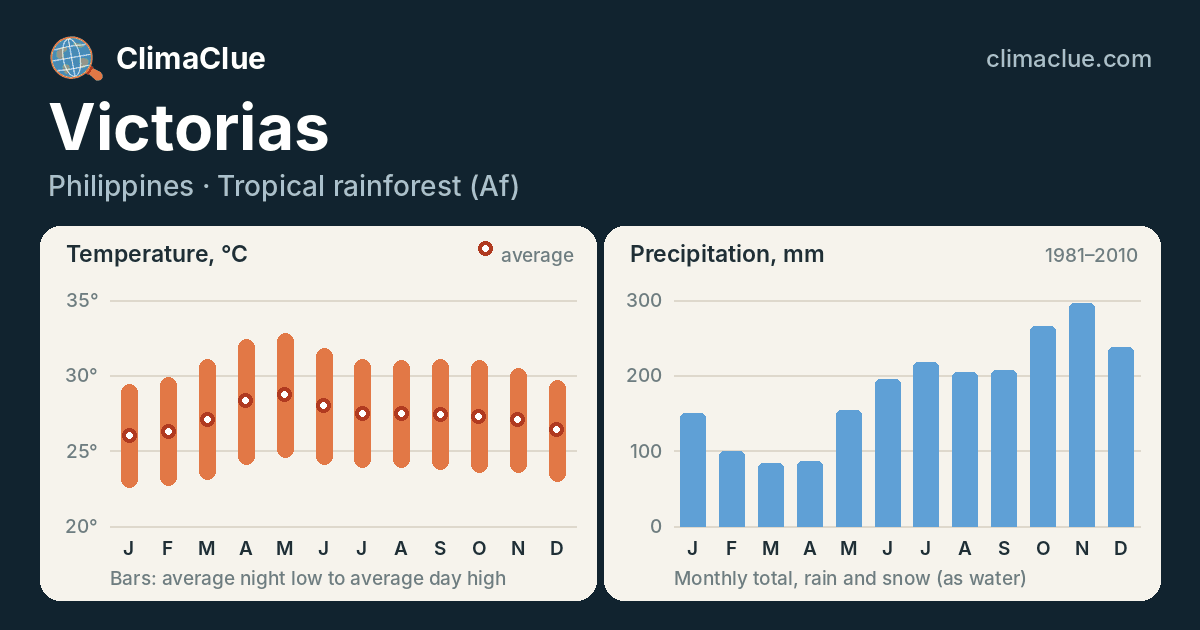 ClimaClue
climaclue.com
Victorias
Philippines · Tropical rainforest (Af)
Temperature, °C
average
35°
30°
25°
20°
J F M A M J J A S O N D
Bars: average night low to average day high
Precipitation, mm
1981–2010
300
200
100
0
J F M A M J J A S O N D
Monthly total, rain and snow (as water)